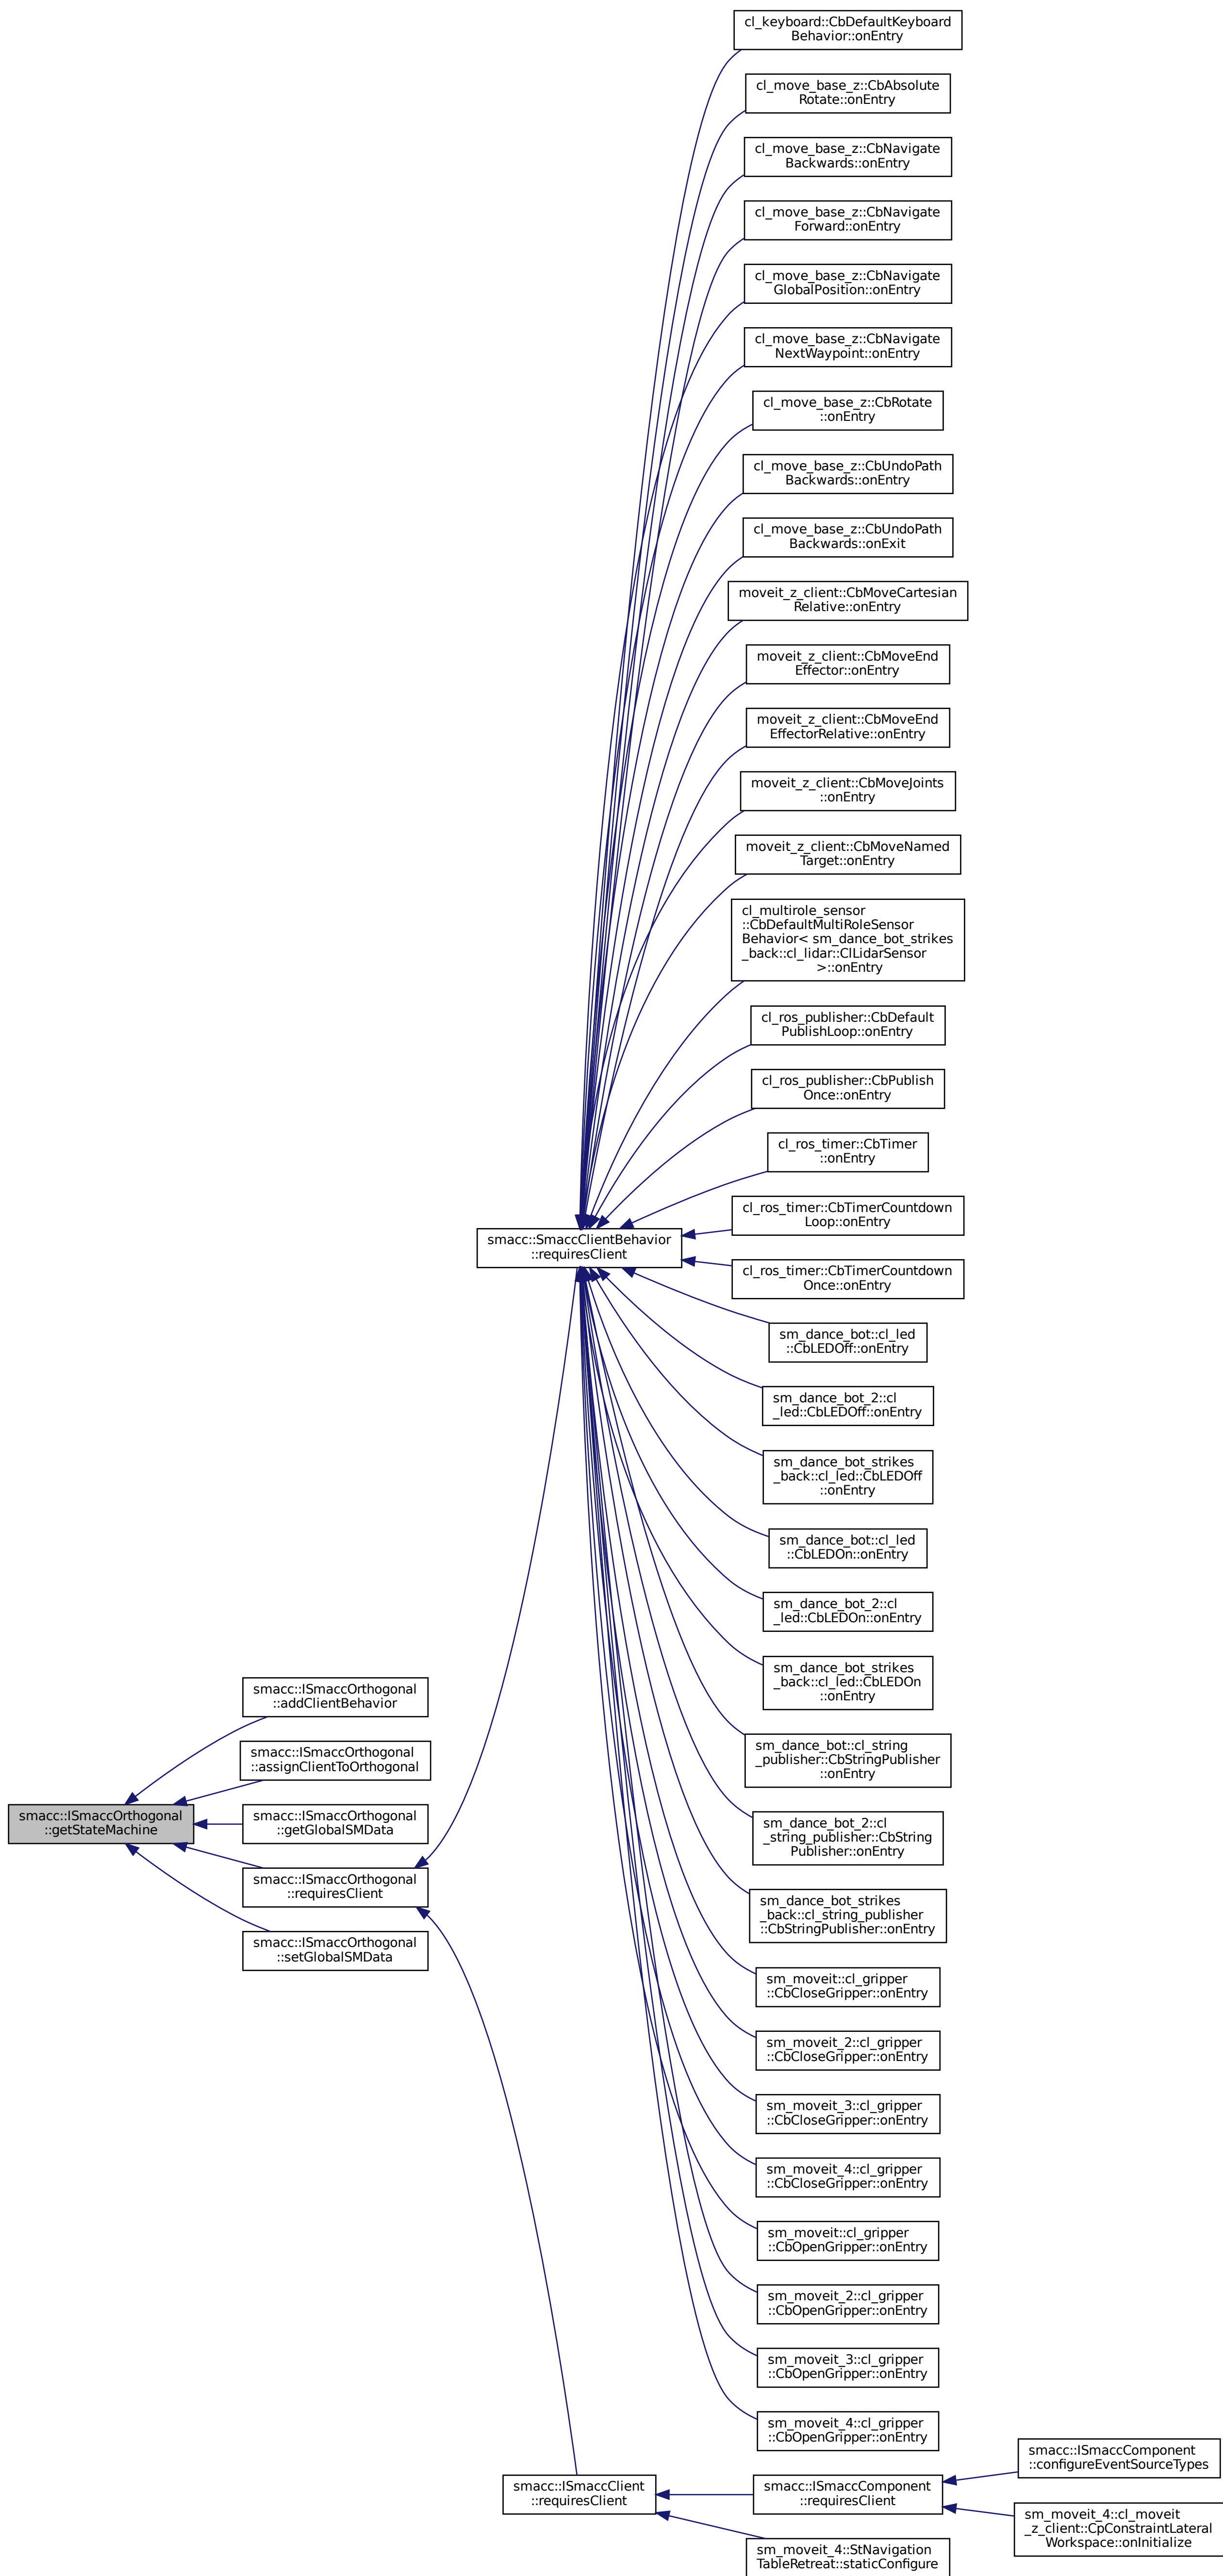 cl_keyboard::CbDefaultKeyboard
Behavior::onEntry
cl_move_base_z::CbAbsolute
Rotate::onEntry
cl_move_base_z::CbNavigate
Backwards::onEntry
cl_move_base_z::CbNavigate
Forward::onEntry
cl_move_base_z::CbNavigate
GlobalPosition::onEntry
cl_move_base_z::CbNavigate
NextWaypoint::onEntry
cl_move_base_z::CbRotate
::onEntry
cl_move_base_z::CbUndoPath
Backwards::onEntry
cl_move_base_z::CbUndoPath
Backwards::onExit
moveit_z_client::CbMoveCartesian
Relative::onEntry
moveit_z_client::CbMoveEnd
Effector::onEntry
moveit_z_client::CbMoveEnd
EffectorRelative::onEntry
moveit_z_client::CbMoveJoints
::onEntry
moveit_z_client::CbMoveNamed
Target::onEntry
cl_multirole_sensor
::CbDefaultMultiRoleSensor
Behavior< sm_dance_bot_strikes
_back::cl_lidar::ClLidarSensor
>::onEntry
cl_ros_publisher::CbDefault
PublishLoop::onEntry
cl_ros_publisher::CbPublish
Once::onEntry
cl_ros_timer::CbTimer
::onEntry
cl_ros_timer::CbTimerCountdown
Loop::onEntry
smacc::SmaccClientBehavior
::requiresClient
cl_ros_timer::CbTimerCountdown
Once::onEntry
sm_dance_bot::cl_led
::CbLEDOff::onEntry
sm_dance_bot_2::cl
_led::CbLEDOff::onEntry
sm_dance_bot_strikes
_back::cl_led::CbLEDOff
::onEntry
sm_dance_bot::cl_led
::CbLEDOn::onEntry
sm_dance_bot_2::cl
_led::CbLEDOn::onEntry
sm_dance_bot_strikes
_back::cl_led::CbLEDOn
::onEntry
smacc::ISmaccOrthogonal
::addClientBehavior
sm_dance_bot::cl_string
_publisher::CbStringPublisher
::onEntry
smacc::ISmaccOrthogonal
::assignClientToOrthogonal
smacc::ISmaccOrthogonal
::getStateMachine
smacc::ISmaccOrthogonal
::getGlobalSMData
sm_dance_bot_2::cl
_string_publisher::CbString
Publisher::onEntry
smacc::ISmaccOrthogonal
::requiresClient
sm_dance_bot_strikes
_back::cl_string_publisher
::CbStringPublisher::onEntry
smacc::ISmaccOrthogonal
::setGlobalSMData
sm_moveit::cl_gripper
::CbCloseGripper::onEntry
sm_moveit_2::cl_gripper
::CbCloseGripper::onEntry
sm_moveit_3::cl_gripper
::CbCloseGripper::onEntry
sm_moveit_4::cl_gripper
::CbCloseGripper::onEntry
sm_moveit::cl_gripper
::CbOpenGripper::onEntry
sm_moveit_2::cl_gripper
::CbOpenGripper::onEntry
sm_moveit_3::cl_gripper
::CbOpenGripper::onEntry
sm_moveit_4::cl_gripper
::CbOpenGripper::onEntry
smacc::ISmaccComponent
::configureEventSourceTypes
smacc::ISmaccClient
::requiresClient
smacc::ISmaccComponent
::requiresClient
sm_moveit_4::cl_moveit
_z_client::CpConstraintLateral
Workspace::onInitialize
sm_moveit_4::StNavigation
TableRetreat::staticConfigure